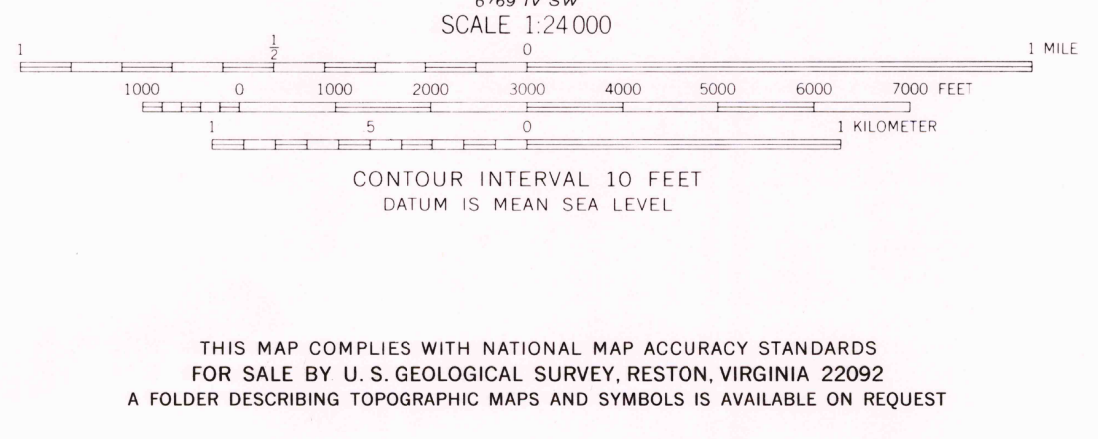 6769 IV SW
SCALE 1:24 000
1 1/2 0 1 MILE
1000 0 1000 2000 3000 4000 5000 6000 7000 FEET
1 5 0 1 KILOMETER
CONTOUR INTERVAL 10 FEET
DATUM IS MEAN SEA LEVEL
THIS MAP COMPLIES WITH NATIONAL MAP ACCURACY STANDARDS
FOR SALE BY U. S. GEOLOGICAL SURVEY, RESTON, VIRGINIA 22092
A FOLDER DESCRIBING TOPOGRAPHIC MAPS AND SYMBOLS IS AVAILABLE ON REQUEST